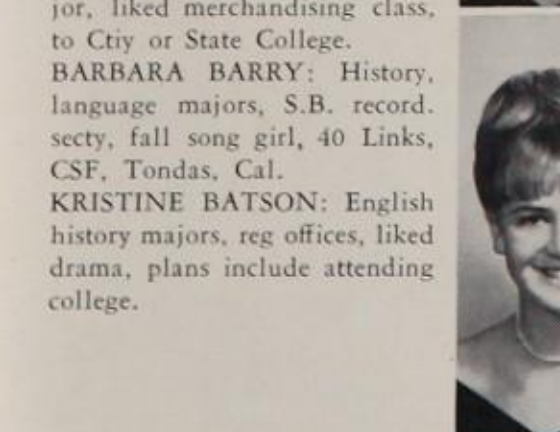 jor, liked merchandising class,
to Ctiy or State College.
BARBARA BARRY: History,
language majors, S.B. record.
secty, fall song girl, 40 Links,
CSF, Tondas, Cal.
KRISTINE BATSON: English
history majors, reg offices, liked
drama, plans include attending
college.